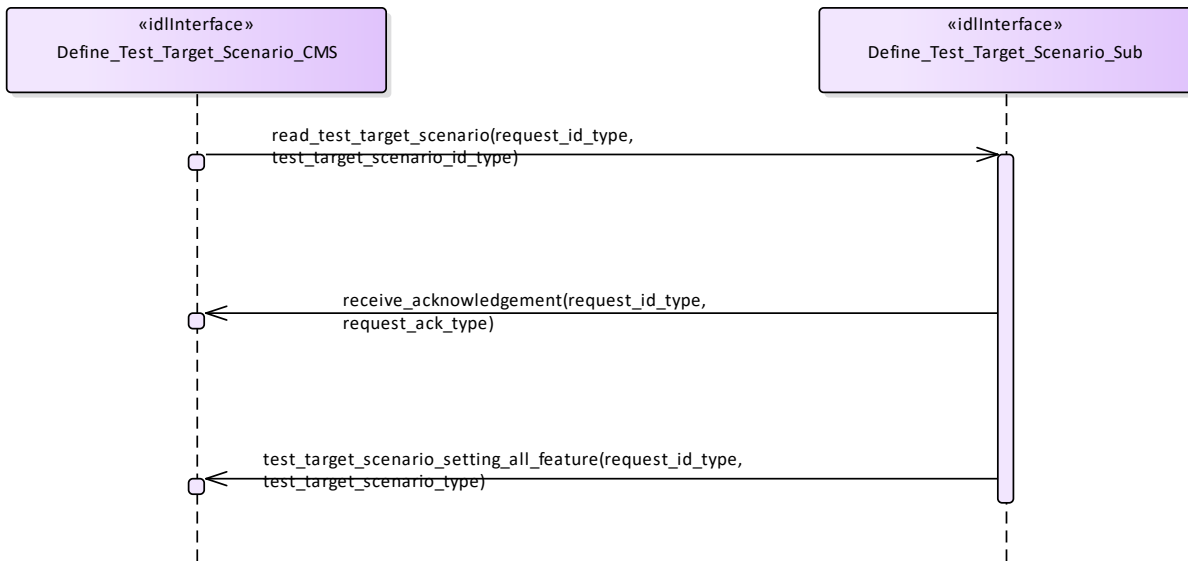 «idlInterface»
Define_Test_Target_Scenario_CMS
«idlInterface»
Define_Test_Target_Scenario_Sub
read_test_target_scenario(request_id_type,
test_target_scenario_id_type)
receive_acknowledgement(request_id_type,
request_ack_type)
test_target_scenario_setting_all_feature(request_id_type,
test_target_scenario_type)